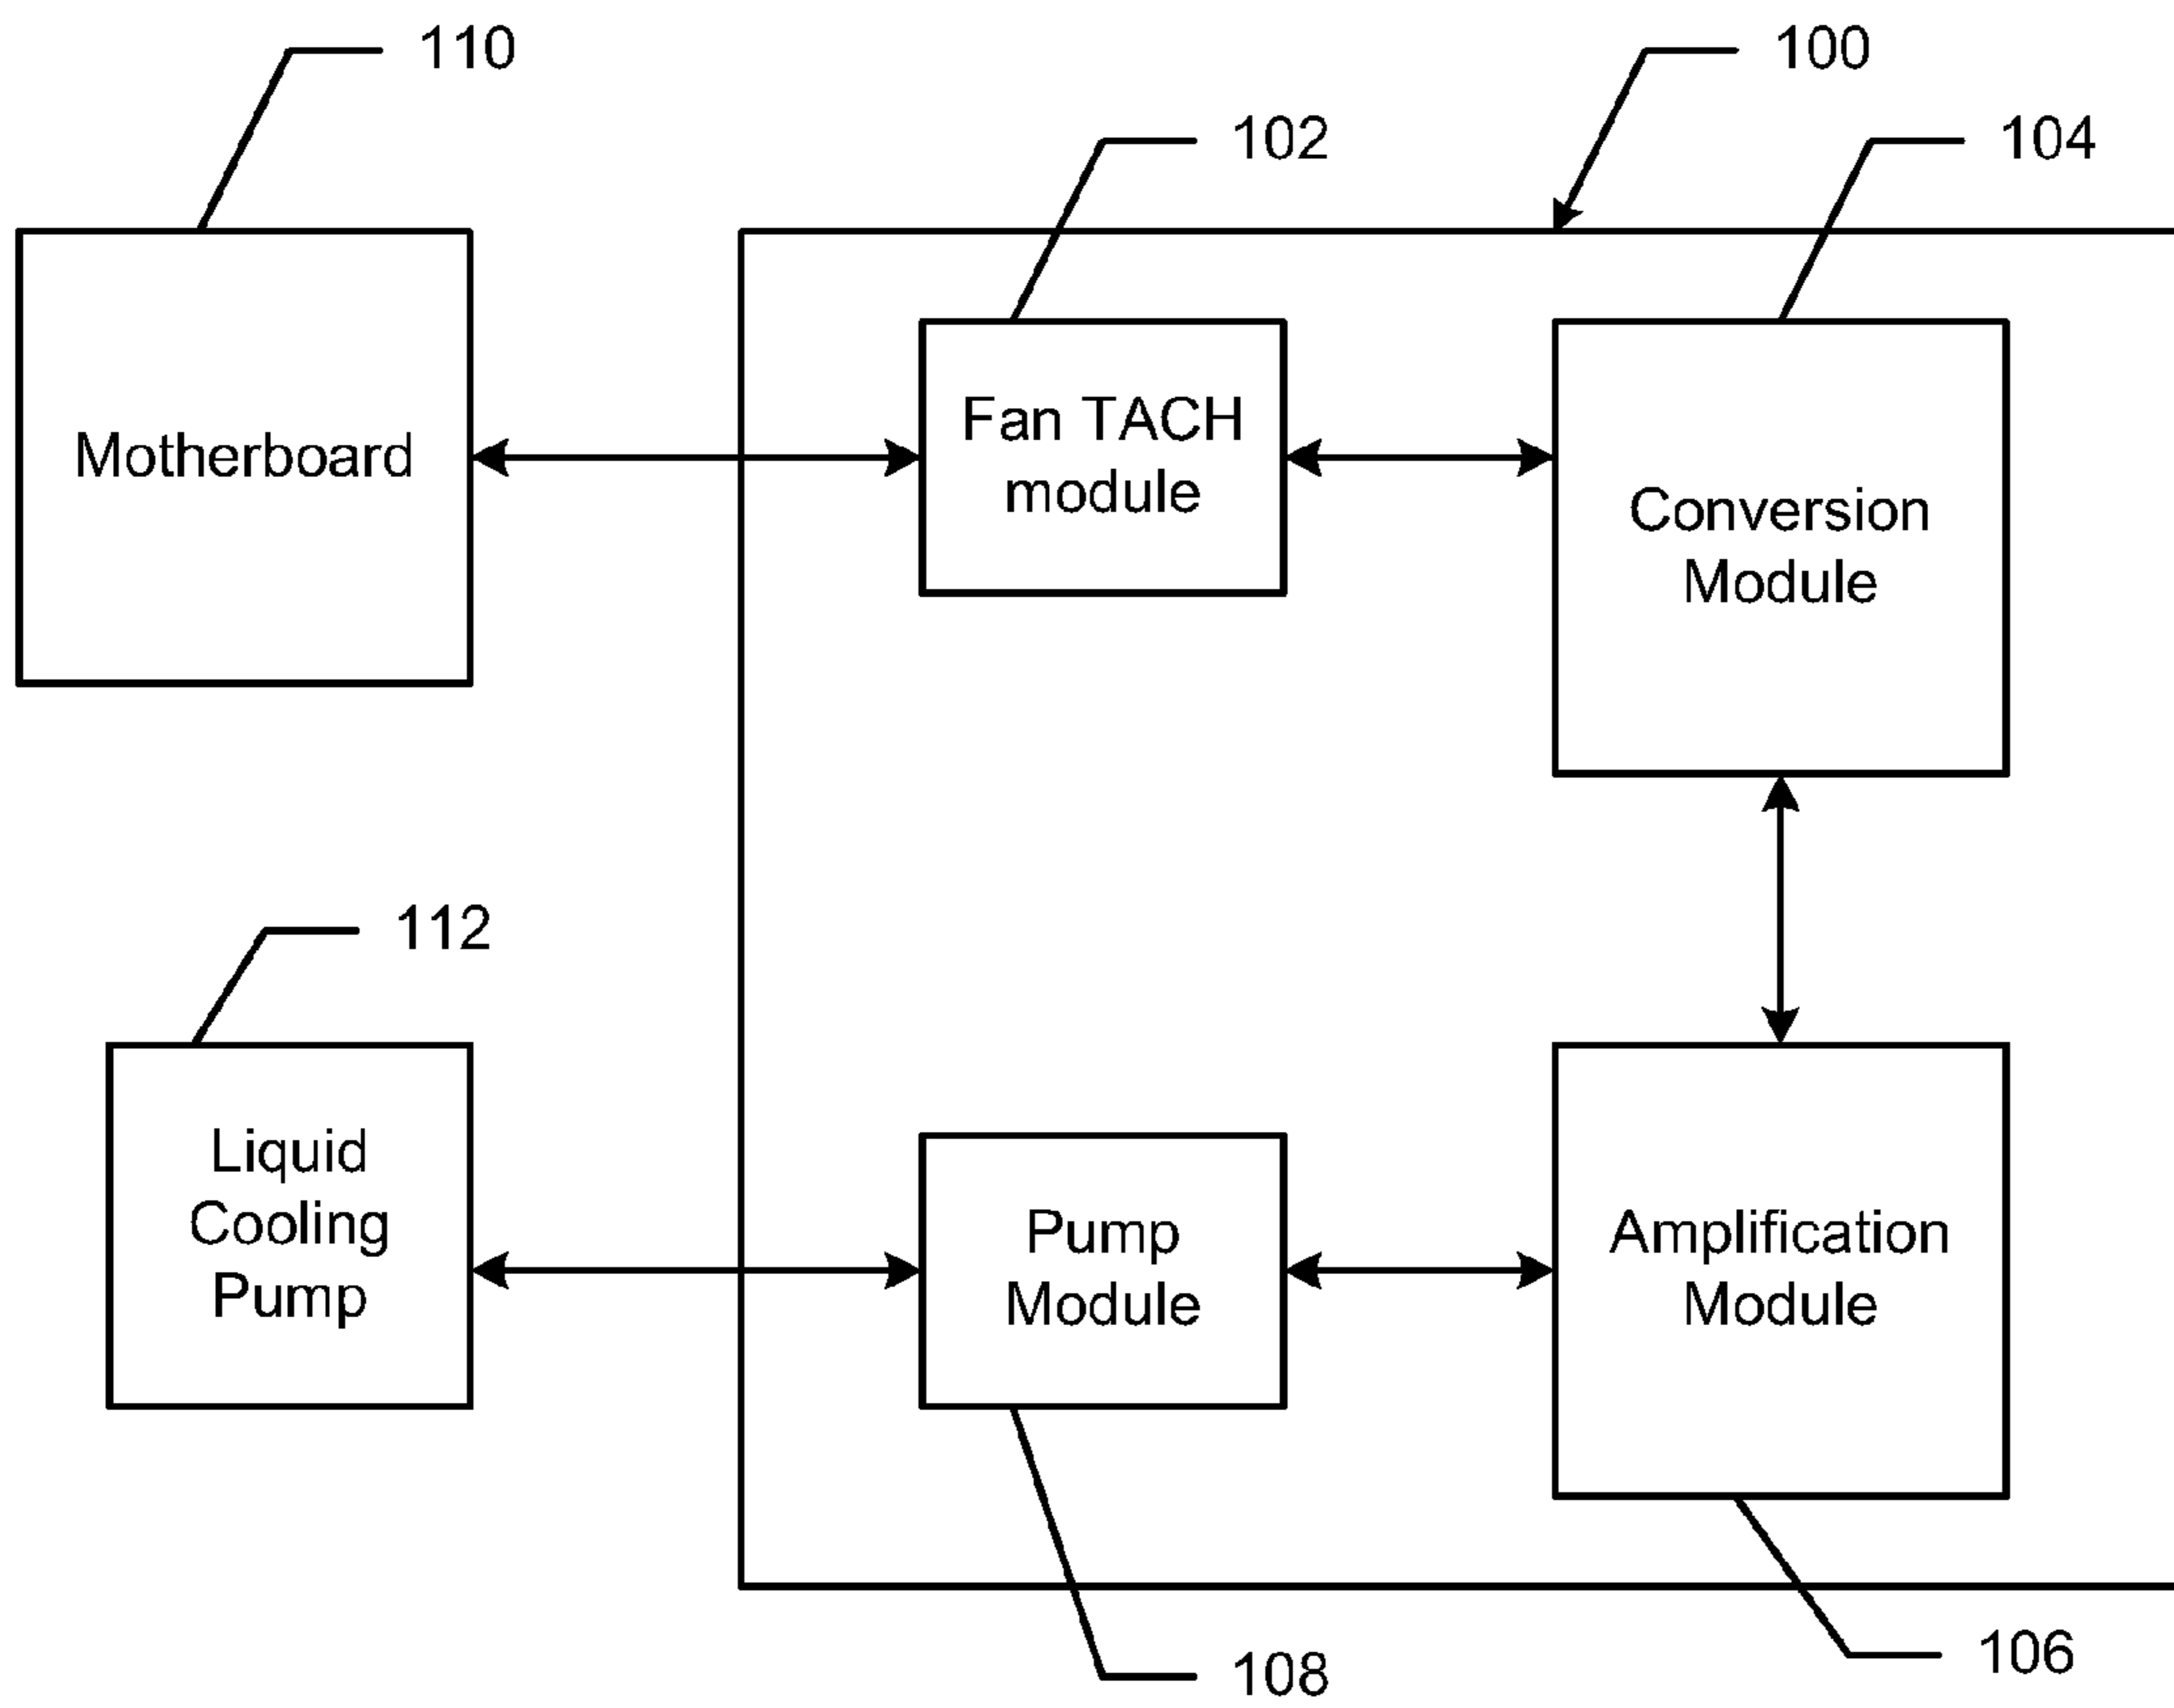 110
100
102
104
Motherboard
Fan TACH
module
Conversion
Module
112
Liquid
Cooling
Pump
Pump
Module
Amplification
Module
108
106